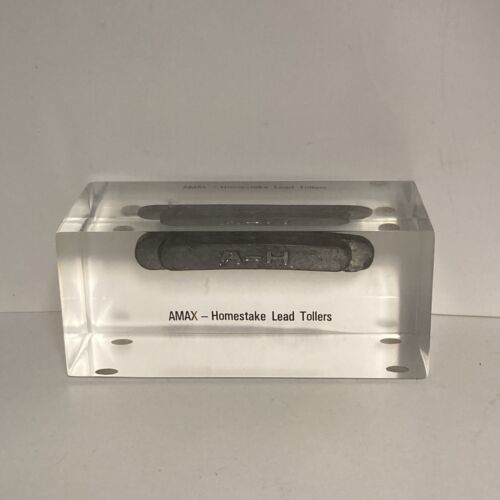 AMAX - Homestake Lead Tollers
A-H
AMAX – Homestake Lead Tollers